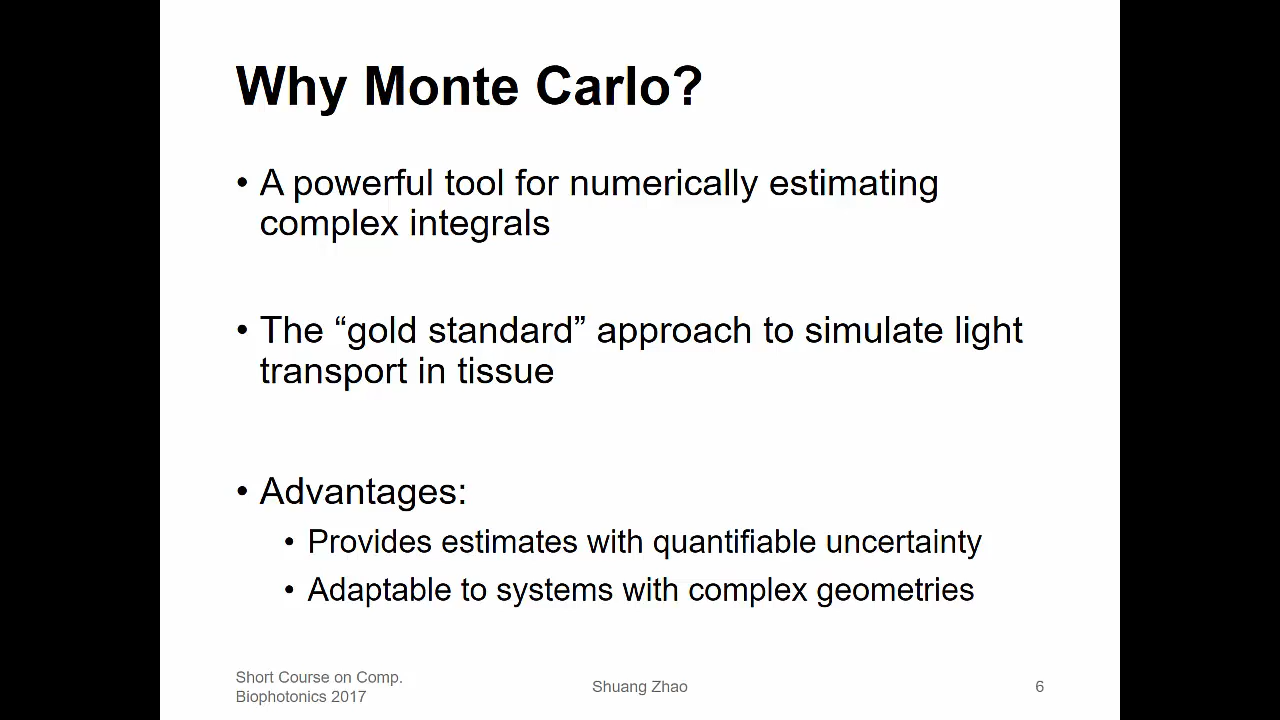 Why Monte Carlo?
• A powerful tool for numerically estimating
complex integrals
• The “gold standard” approach to simulate light
transport in tissue
• Advantages:
• Provides estimates with quantifiable uncertainty
• Adaptable to systems with complex geometries
Short Course on Comp.
Biophotonics 2017
Shuang Zhao
6